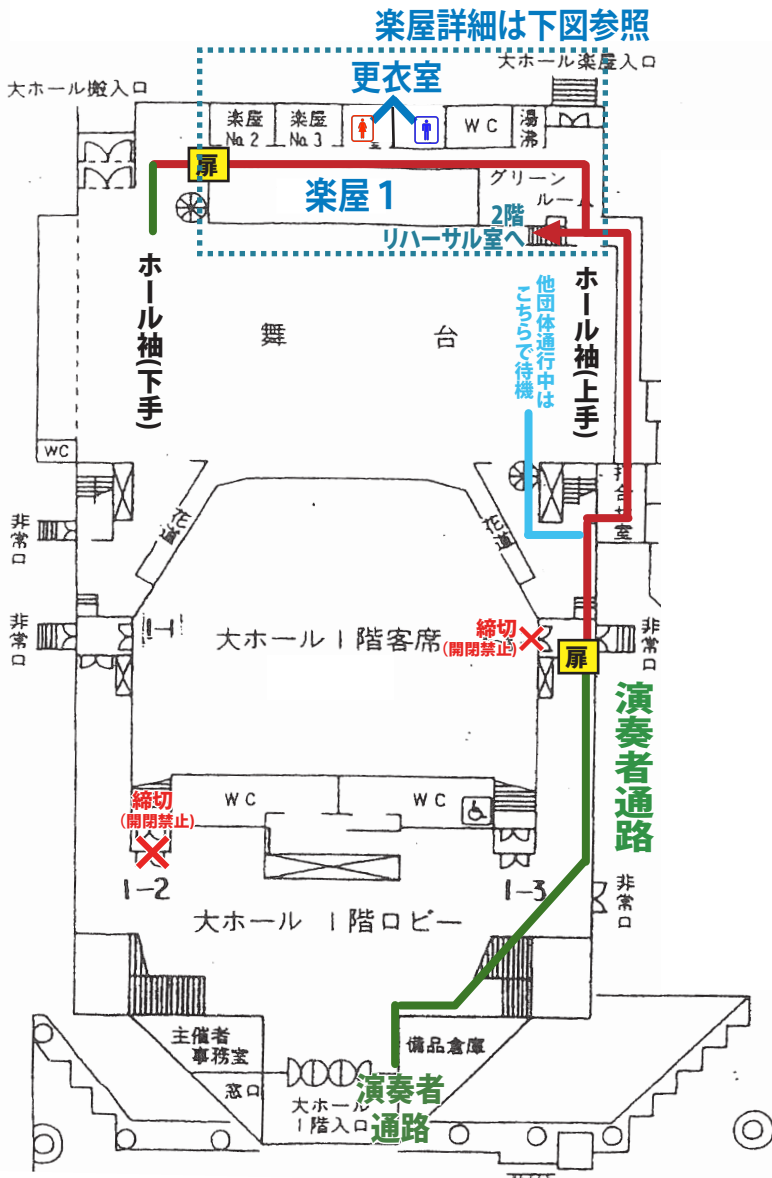 楽屋詳細は下図参照
大ホール楽屋入口
大ホール搬入口
更衣室
楽屋
No.2
楽屋
No.3
WC
湯沸
扉
楽屋1
グリーン
ルーム
2階
リハーサル室へ
ホール袖(下手)
舞台
他団体通行中は
こちらで待機
ホール袖(上手)
WC
花道
花道
非常口
非常口
大ホール1階客席
締切
(開閉禁止)
扉
非常口
演奏者通路
締切
(開閉禁止)
WC
WC
1-2
1-3
非常口
大ホール 1階ロビー
主催者
事務室
窓口
備品倉庫
大ホール
1階入口
演奏者
通路